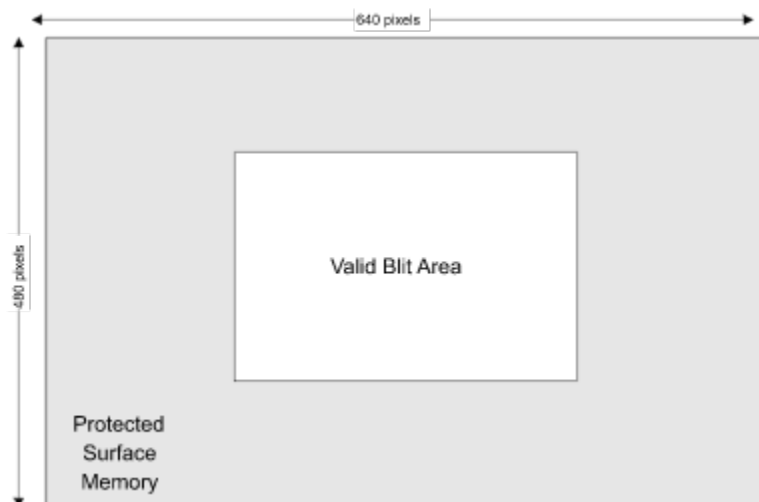 640 pixels
480 pixels
Valid Blit Area
Protected
Surface
Memory